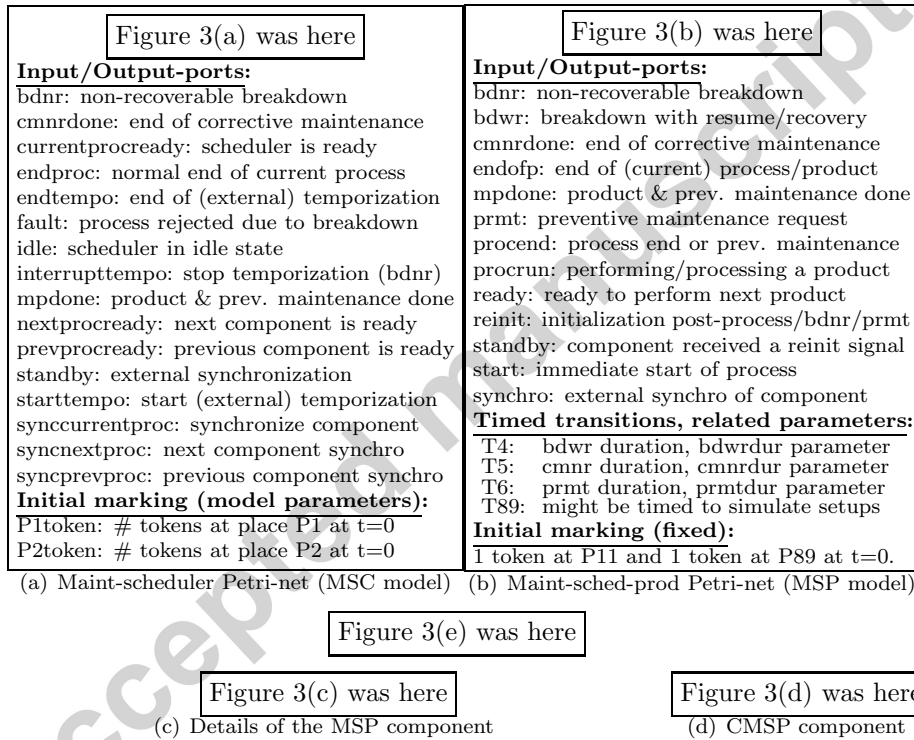 Figure 3(a) was here
Input/Output-ports:
bdnr: non-recoverable breakdown
cmnrdone: end of corrective maintenance
currentprocready: scheduler is ready
endproc: normal end of current process
endtempo: end of (external) temporization
fault: process rejected due to breakdown
idle: scheduler in idle state
interrupttempo: stop temporization (bdnr)
mpdone: product & prev. maintenance done
nextprocready: next component is ready
prevprocready: previous component is ready
standby: external synchronization
starttempo: start (external) temporization
synccurrentproc: synchronize component
syncnextproc: next component synchro
syncprevproc: previous component synchro
Initial marking (model parameters):
P1token: # tokens at place P1 at t=0
P2token: # tokens at place P2 at t=0
(a) Maint-scheduler Petri-net (MSC model)
Figure 3(b) was here
Input/Output-ports:
bdnr: non-recoverable breakdown
bdwr: breakdown with resume/recovery
cmnrdone: end of corrective maintenance
endofp: end of (current) process/product
mpdone: product & prev. maintenance done
prmt: preventive maintenance request
procend: process end or prev. maintenance
procrun: performing/processing a product
ready: ready to perform next product
reinit: initialization post-process/bdnr/prmt
standby: component received a reinit signal
start: immediate start of process
synchro: external synchro of component
Timed transitions, related parameters:
T4: bdwr duration, bdwrdur parameter
T5: cmnr duration, cmnrdur parameter
T6: prmt duration, prmtdur parameter
T89: might be timed to simulate setups
Initial marking (fixed):
1 token at P11 and 1 token at P89 at t=0.
(b) Maint-sched-prod Petri-net (MSP model)
Figure 3(e) was here
Figure 3(c) was here
(c) Details of the MSP component
Figure 3(d) was here
(d) CMSP component
ccepted manuscript